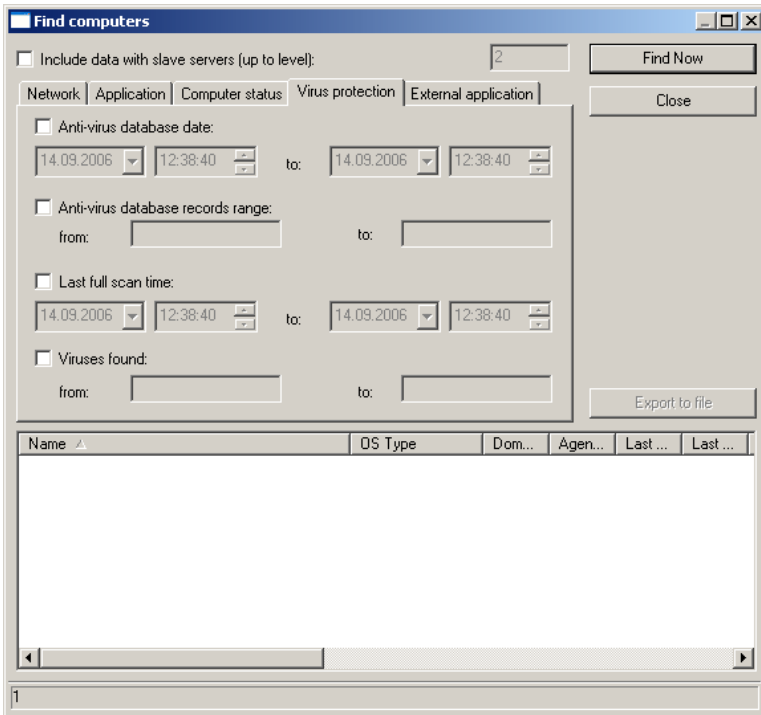 Find computers
Include data with slave servers (up to level): 2 Find Now
Network Application Computer status Virus protection External application Close
Anti-virus database date:
14.09.2006 12:38:40 to: 14.09.2006 12:38:40
Anti-virus database records range:
from: to:
Last full scan time:
14.09.2006 12:38:40 to: 14.09.2006 12:38:40
Viruses found:
from: to: Export to file
Name OS Type Dom... Agen... Last ... Last ...
1